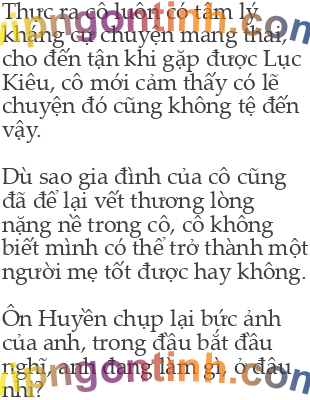 Thực ra cô luôn có tâm lý
kháng cự chuyện mang thai,
cho đến tận khi gặp được Lục
Kiêu, cô mới cảm thấy có lẽ
chuyện đó cũng không tệ đến
vậy.
Dù sao gia đình của cô cũng
đã để lại vết thương lòng
nặng nề trong cô, cô không
biết mình có thể trở thành một
người mẹ tốt được hay không.
Ôn Huyền chụp lại bức ảnh
của anh, trong đầu bắt đầu
nghĩ, anh đang làm gì, ở đâu
nhỉ?
vipngontinh.com
vipngontinh.com